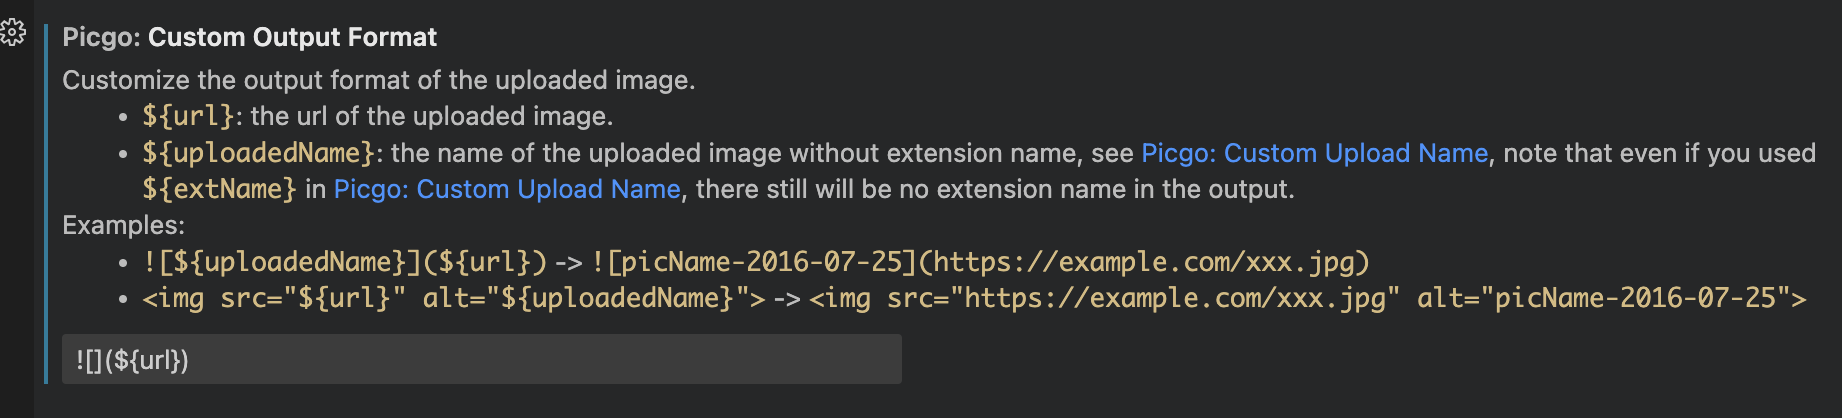 Picgo: Custom Output Format
Customize the output format of the uploaded image.
• ${url}: the url of the uploaded image.
• ${uploadedName}: the name of the uploaded image without extension name, see Picgo: Custom Upload Name, note that even if you used
${extName} in Picgo: Custom Upload Name, there still will be no extension name in the output.
Examples:
• ![${uploadedName}](${url}) -> ![picName-2016-07-25](https://example.com/xxx.jpg)
• <img src="${url}" alt="${uploadedName}"> -> <img src="https://example.com/xxx.jpg" alt="picName-2016-07-25">
![](${url})